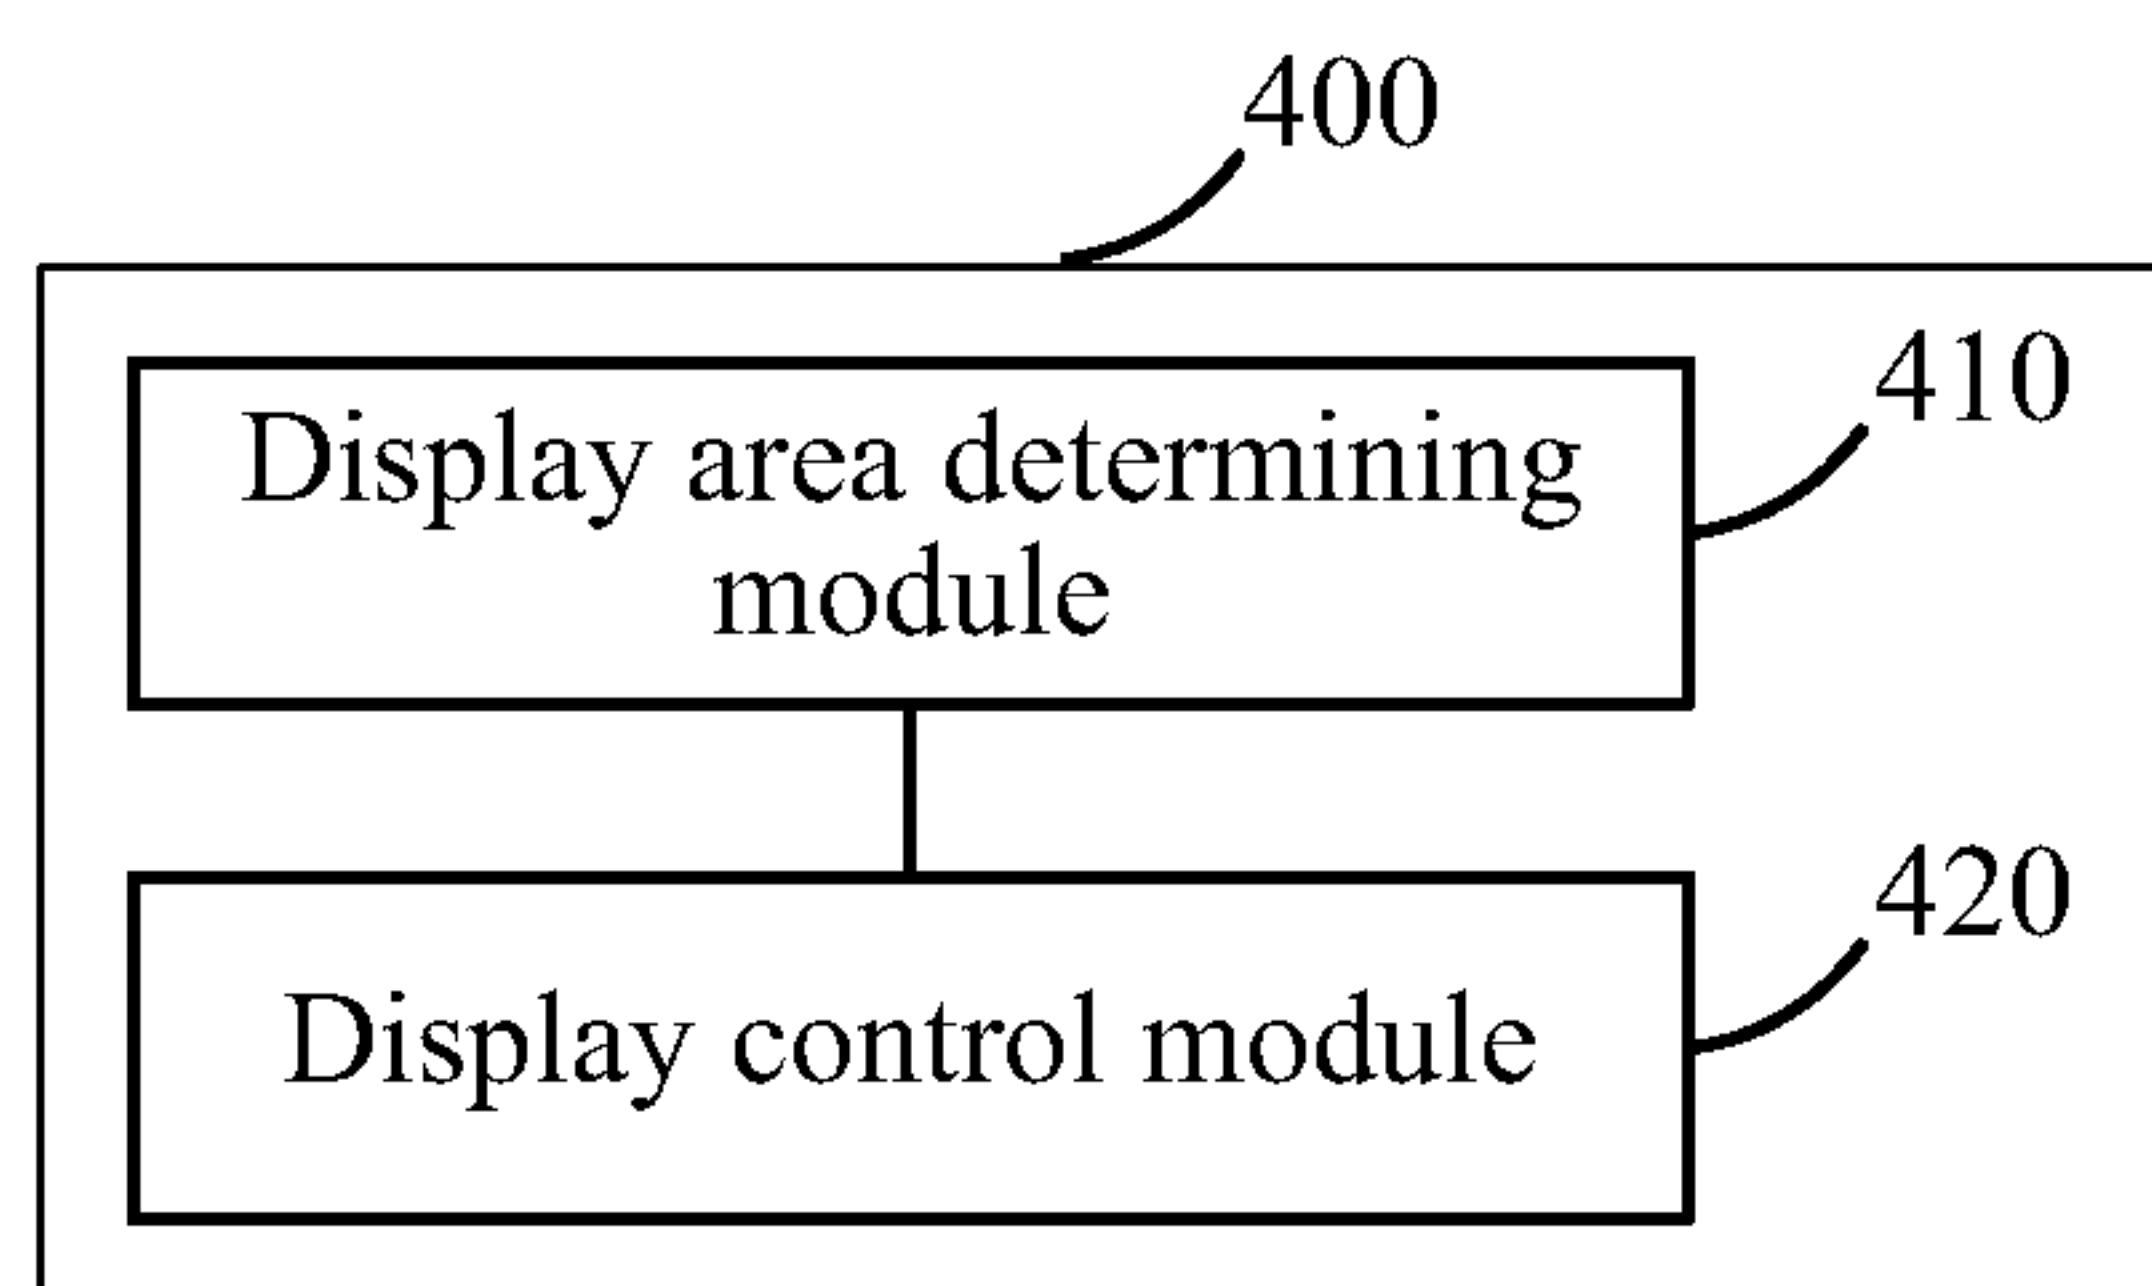 400
410
Display area determining
module
420
Display control module